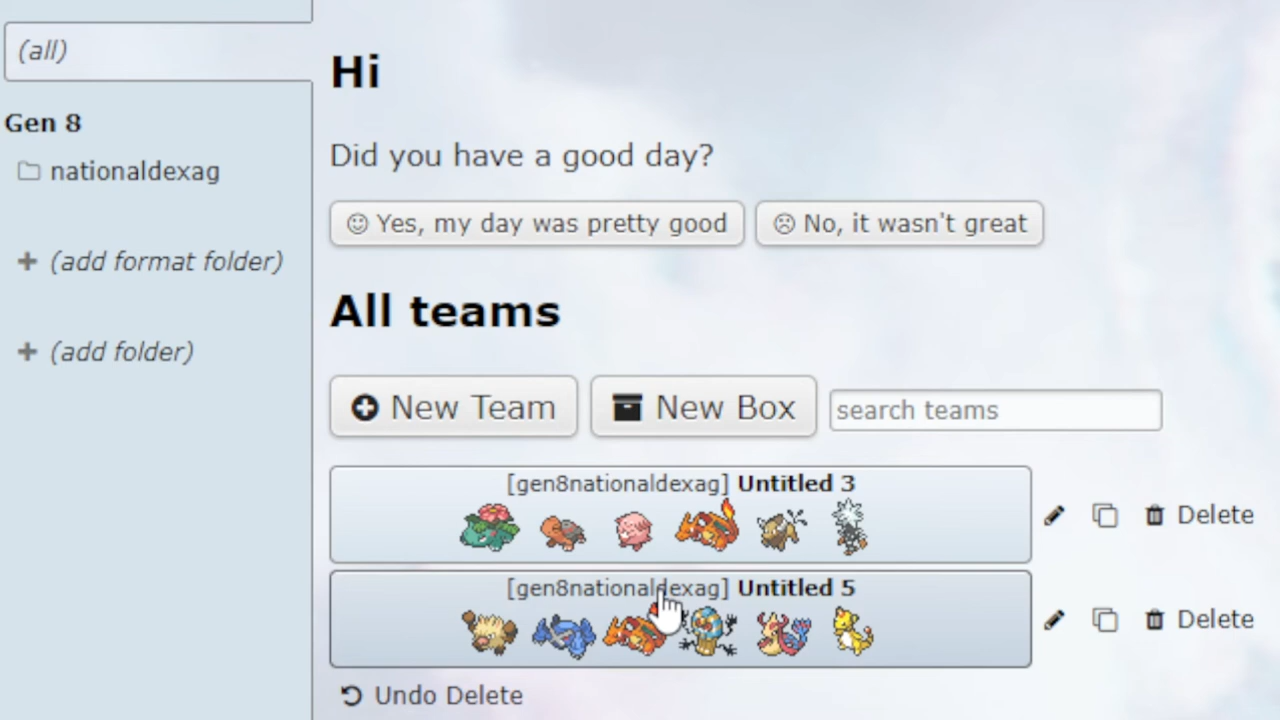 (all)
Gen 8
nationaldexag
(add format folder)
(add folder)
Hi
Did you have a good day?
Yes, my day was pretty good
No, it wasn't great
All teams
New Team
New Box
search teams
[gen8nationaldexag] Untitled 3
Delete
[gen8nationaldexag] Untitled 5
Delete
Undo Delete